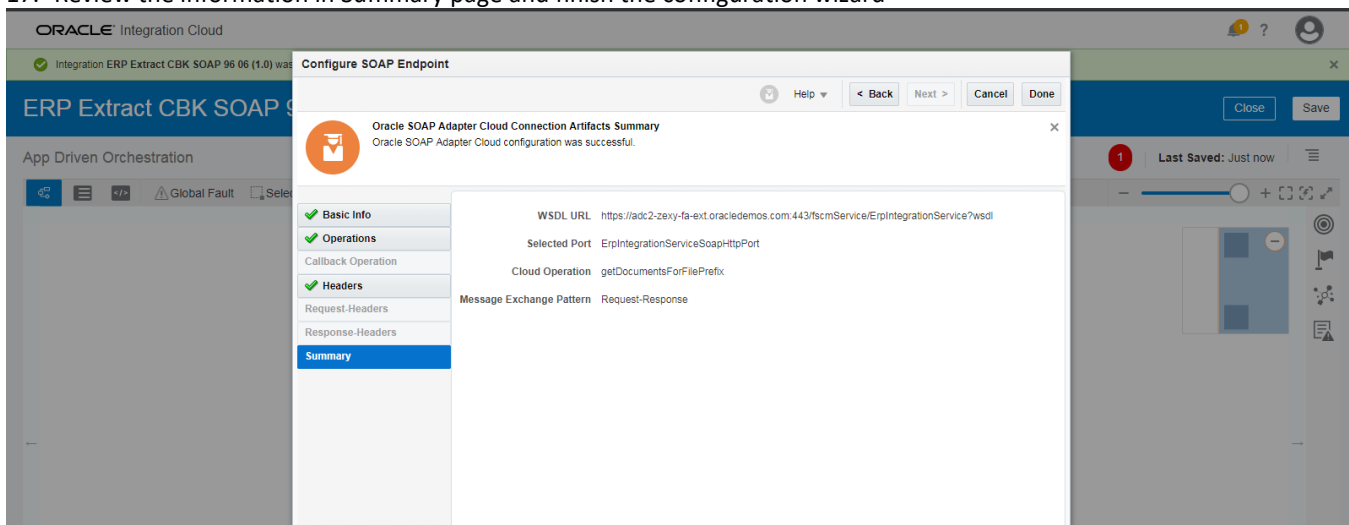 17. Review the information in Summary page and finish the configuration wizard
ORACLE Integration Cloud
1
?
Integration ERP Extract CBK SOAP 96 06 (1.0) was
Configure SOAP Endpoint
Help
< Back
Next >
Cancel
Done
ERP Extract CBK SOAP 9
Close
Save
Oracle SOAP Adapter Cloud Connection Artifacts Summary
Oracle SOAP Adapter Cloud configuration was successful.
App Driven Orchestration
1
Last Saved: Just now
Global Fault
Selec
Basic Info
Operations
Callback Operation
Headers
Request-Headers
Response-Headers
Summary
WSDL URL https://adc2-zexy-fa-ext.oracledemos.com:443/fscmService/ErpIntegrationService?wsdl
Selected Port ErpIntegrationServiceSoapHttpPort
Cloud Operation getDocumentsForFilePrefix
Message Exchange Pattern Request-Response